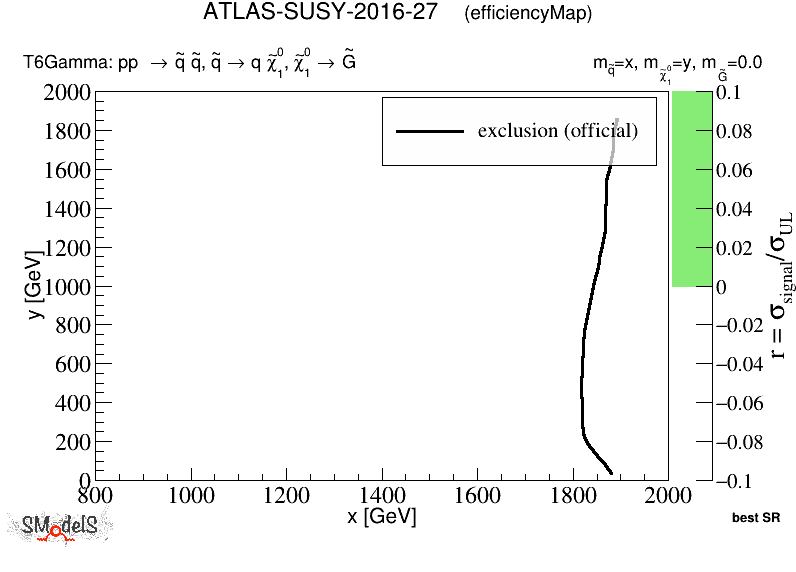 ATLAS-SUSY-2016-27 (efficiencyMap)
T6Gamma: pp → q̃ q̃, q̃ → q χ̃₁⁰, χ̃₁⁰ → G̃
m_q̃=x, m_χ̃₁⁰=y, m_G̃=0.0
exclusion (official)
y [GeV]
2000
1800
1600
1400
1200
1000
800
600
400
200
0
800 1000 1200 1400 1600 1800 2000
x [GeV]
0.1
0.08
0.06
0.04
0.02
0
−0.02
−0.04
−0.06
−0.08
−0.1
r = σ_signal/σ_UL
best SR
SModelS